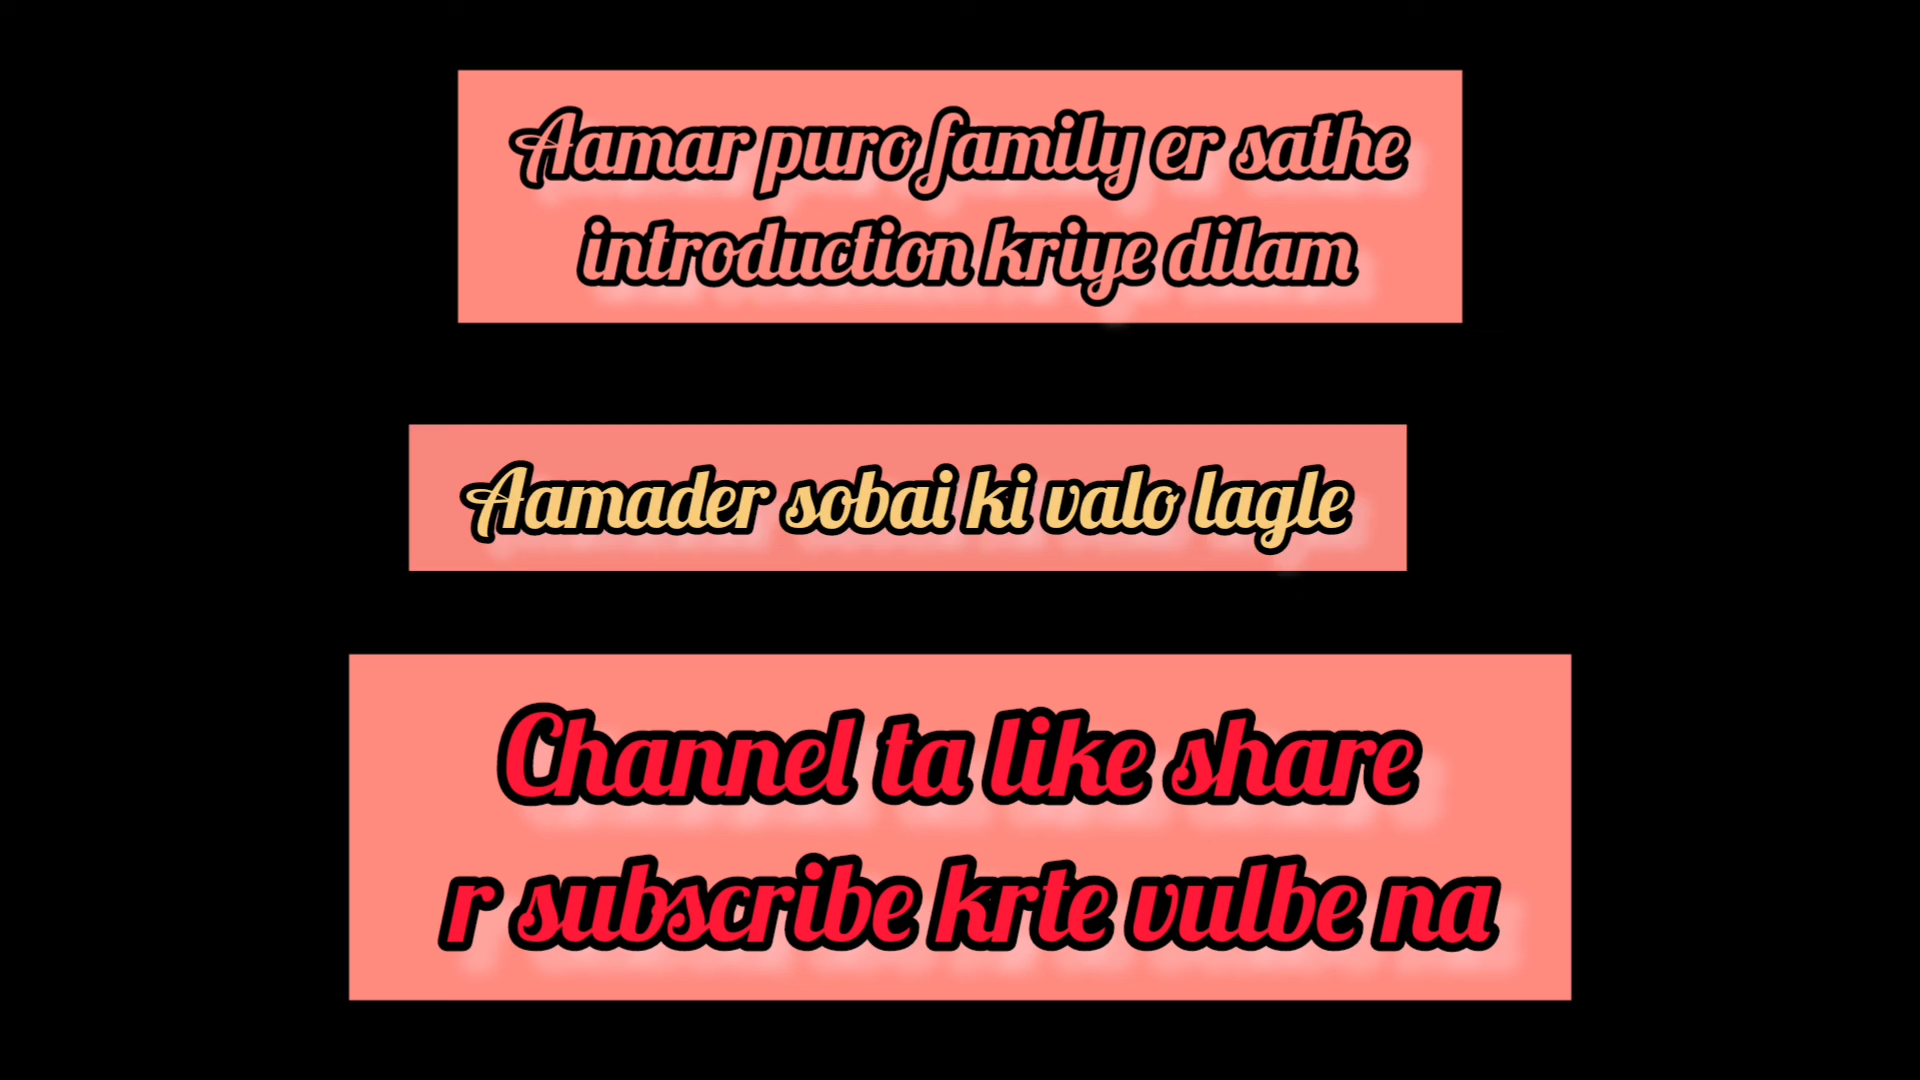 Aamar puro family er sathe
introduction kriye dilam
Aamader sobai ki valo lagle
Channel ta like share
r subscribe krte vulbe na